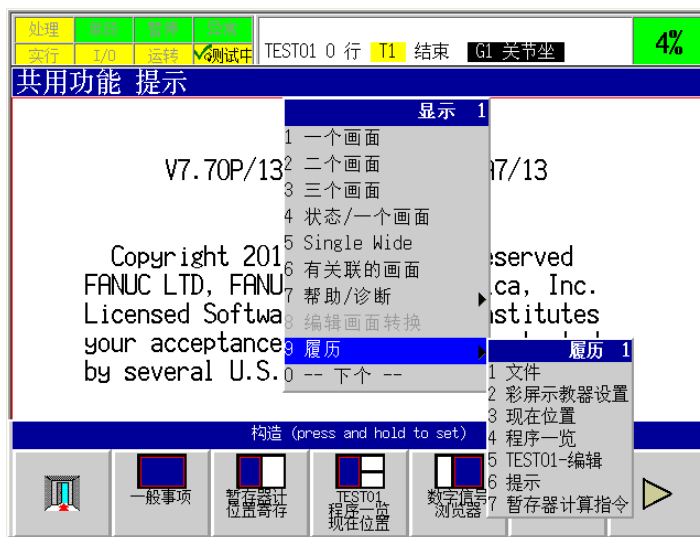 处理 单段 暂停 异常
实行 I/O 运转 测试中 TEST01 0 行 T1 结束 G1 关节坐 4%
共用功能 提示
显示 1
1 一个画面
2 二个画面
3 三个画面
4 状态/一个画面
5 Single Wide
6 有关联的画面
7 帮助/诊断
8 编辑画面转换
9 履历
0 -- 下个 --
V7.70P/13 A7/13
Copyright 201 eserved
FANUC LTD, FANU ca, Inc.
Licensed Softwa stitutes
your acceptance
by several U.S.
履历 1
1 文件
2 彩屏示教器设置
3 现在位置
4 程序一览
5 TEST01-编辑
6 提示
7 暂存器计算指令
构造 (press and hold to set)
一般事项
暂存器计
位置寄存
TEST01
程序一览
现在位置
数字信号
浏览器